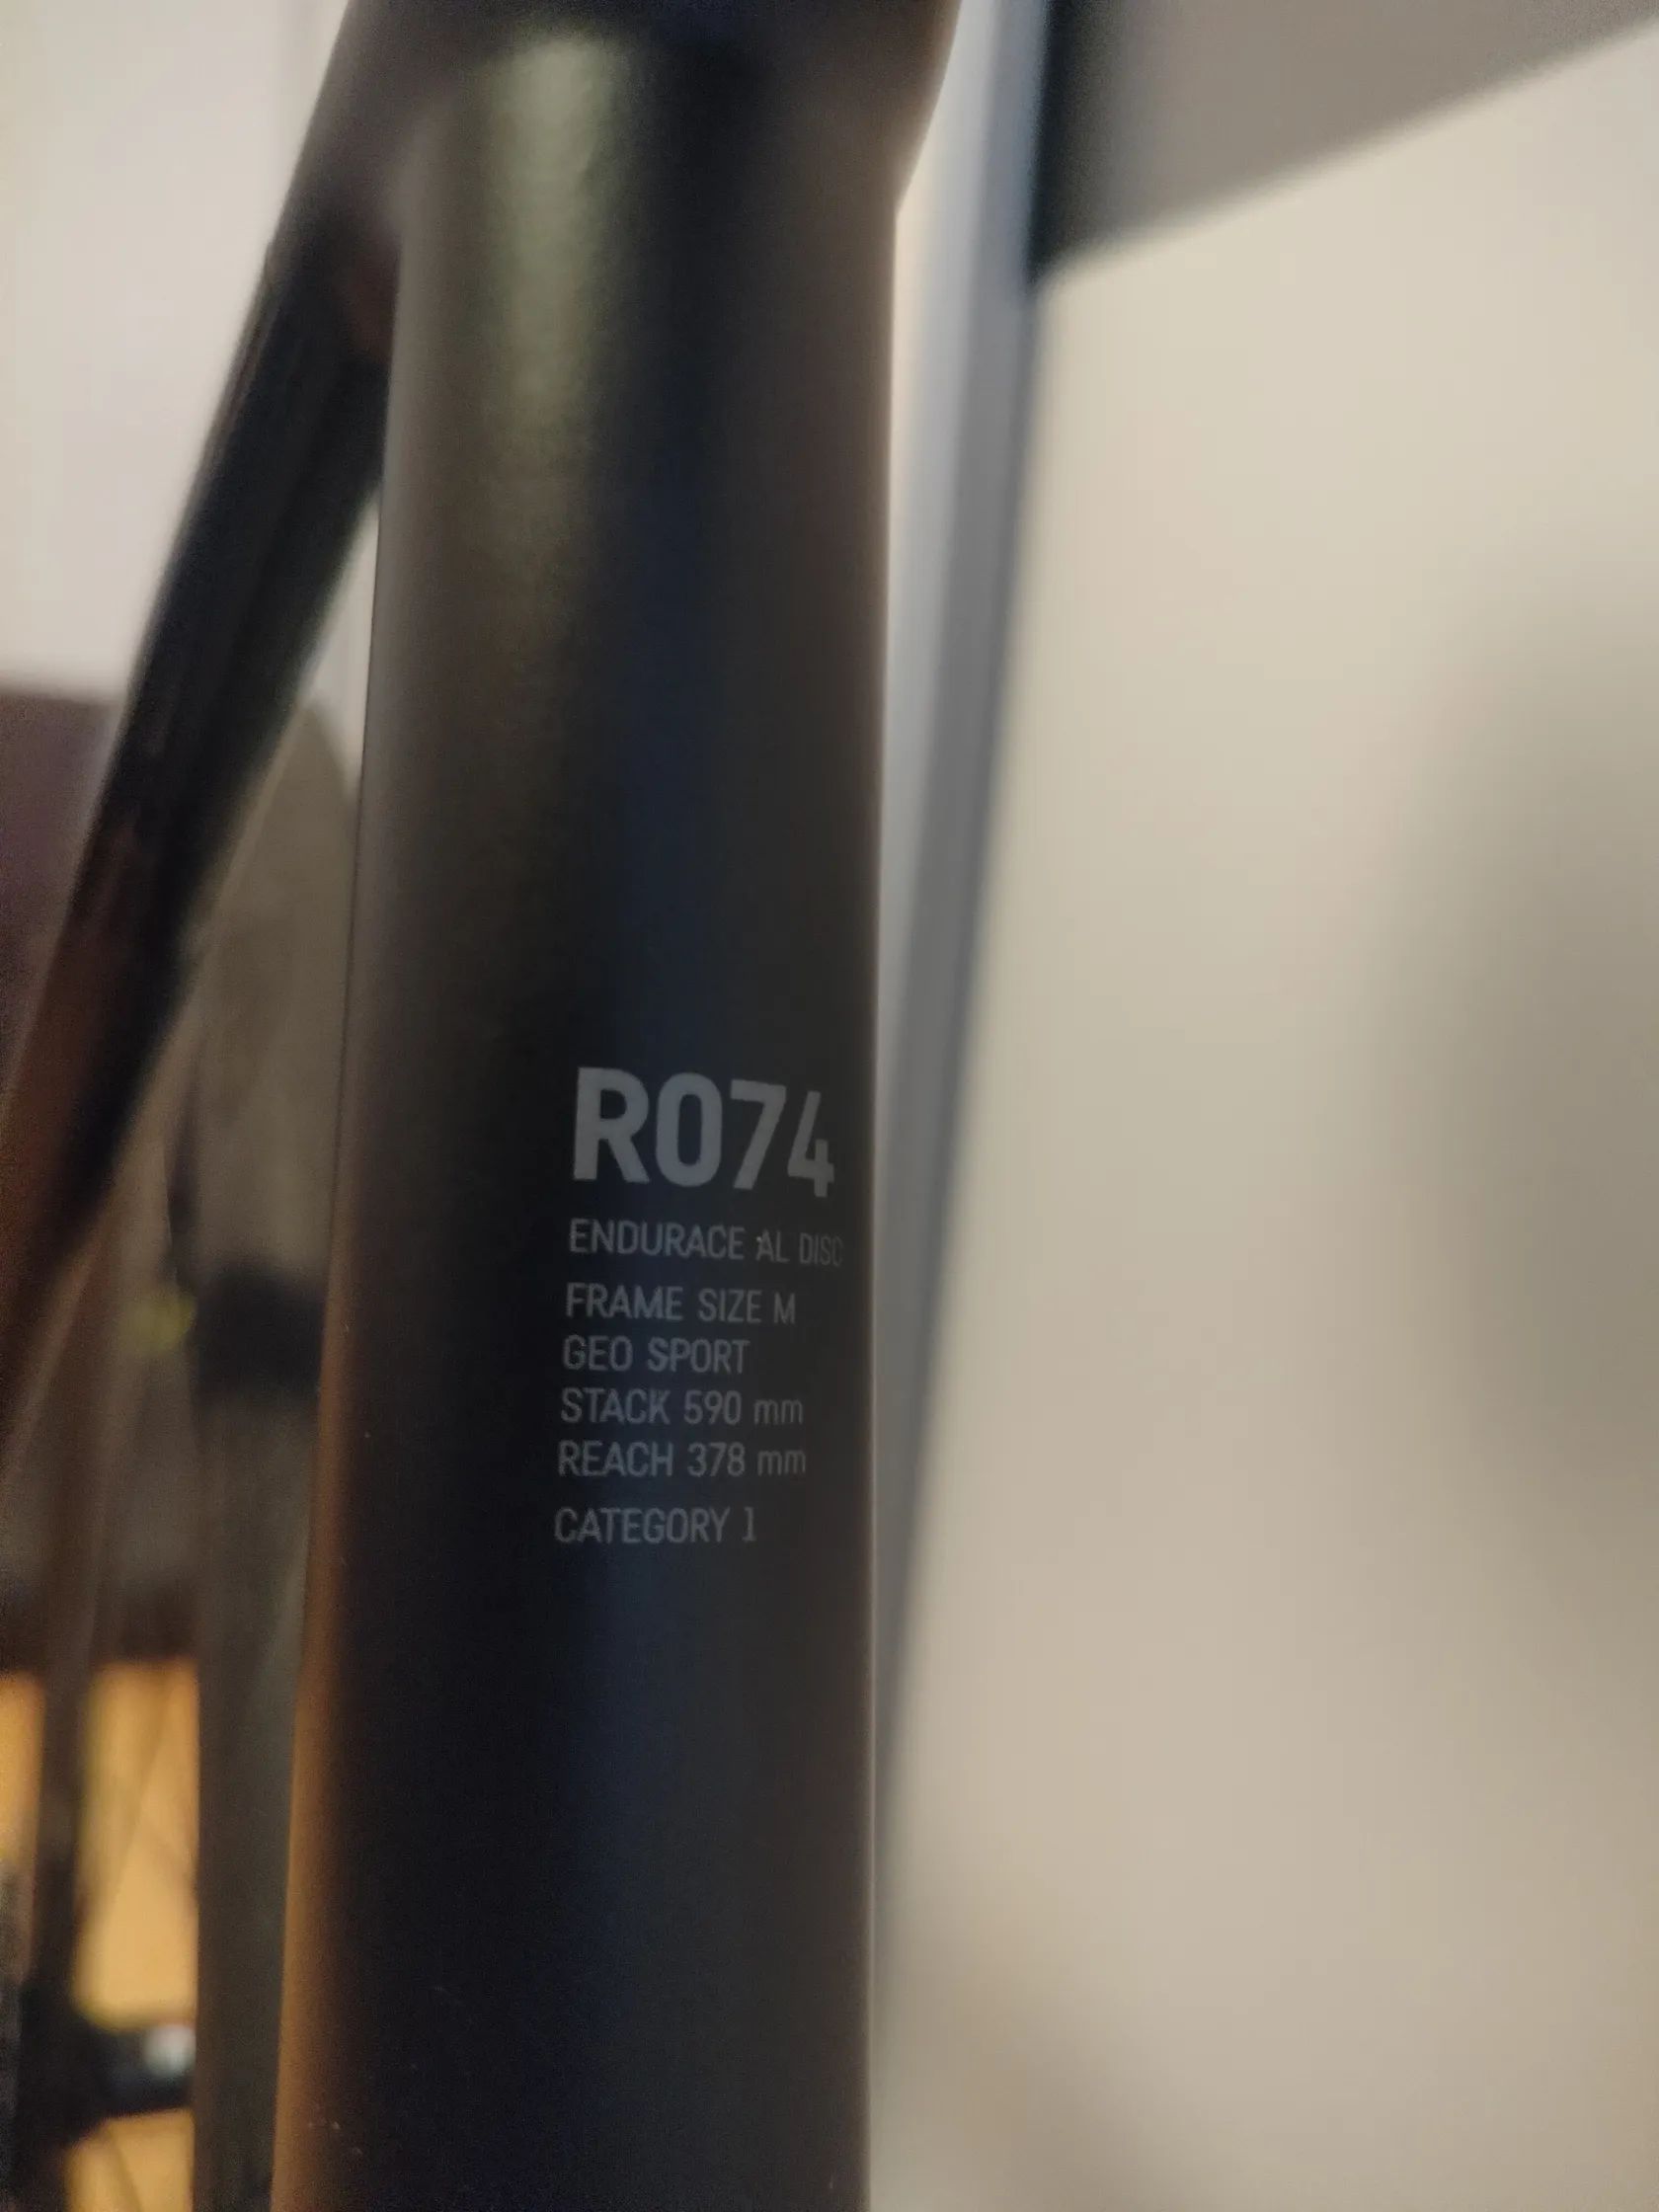 R074
ENDURACE AL DISC
FRAME SIZE M
GEO SPORT
STACK 590 mm
REACH 378 mm
CATEGORY 1